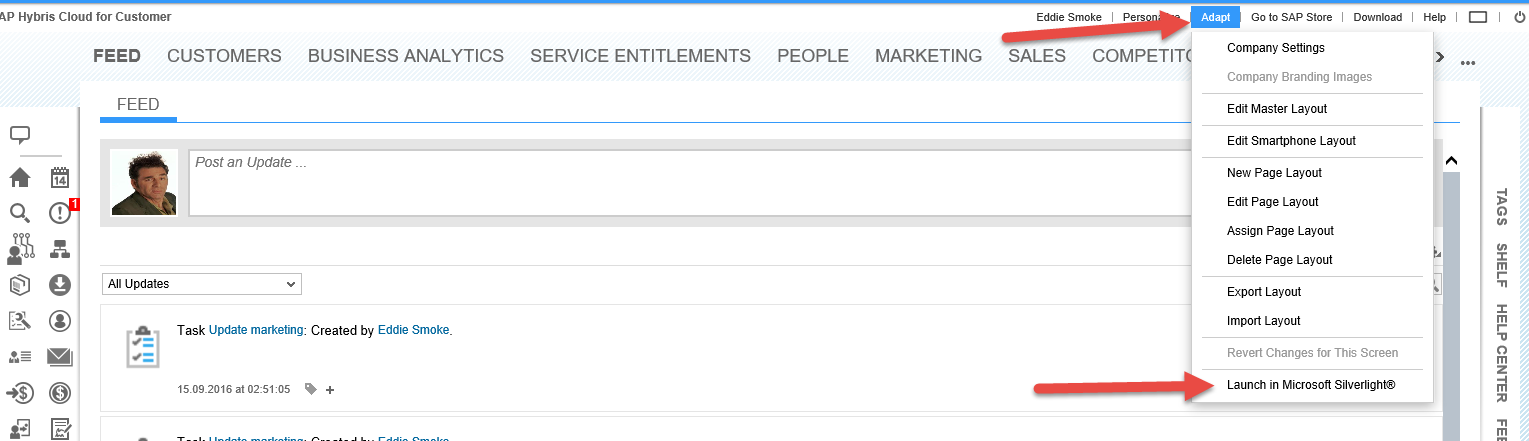 AP Hybris Cloud for Customer
Eddie Smoke | Personalize | Adapt | Go to SAP Store | Download | Help
FEED CUSTOMERS BUSINESS ANALYTICS SERVICE ENTITLEMENTS PEOPLE MARKETING SALES COMPETITO
Company Settings
Company Branding Images
Edit Master Layout
Edit Smartphone Layout
New Page Layout
Edit Page Layout
Assign Page Layout
Delete Page Layout
Export Layout
Import Layout
Revert Changes for This Screen
Launch in Microsoft Silverlight®
FEED
Post an Update ...
14
1
All Updates
Task Update marketing: Created by Eddie Smoke.
15.09.2016 at 02:51:05
Task Update marketing: Created by Eddie Smoke.
TAGS
SHELF
HELP CENTER
FEE